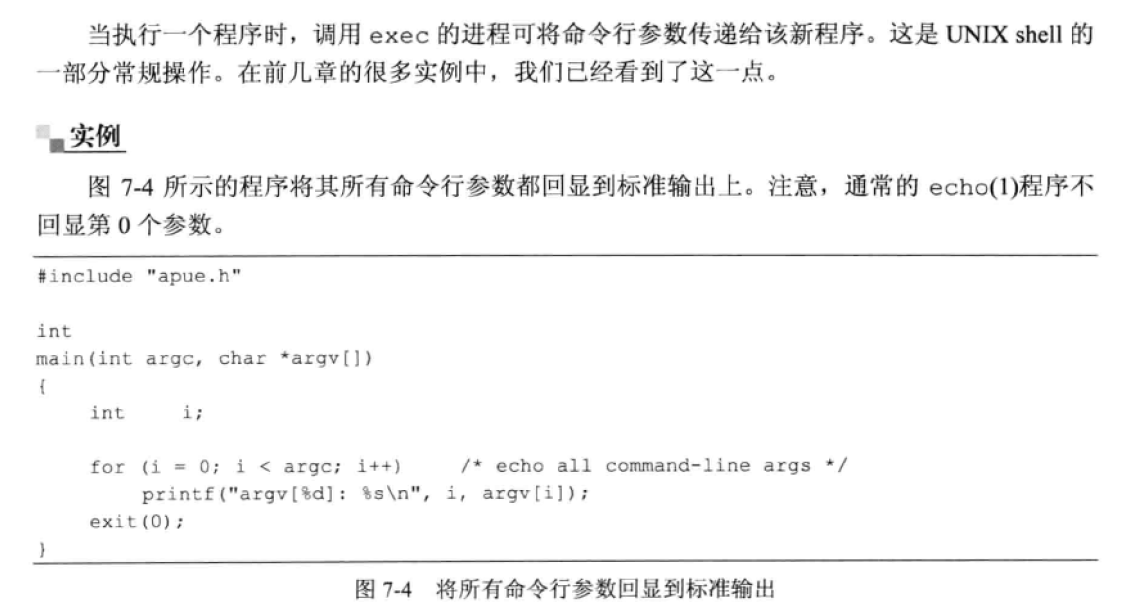 当执行一个程序时，调用 exec 的进程可将命令行参数传递给该新程序。这是 UNIX shell 的
一部分常规操作。在前几章的很多实例中，我们已经看到了这一点。
实例
图 7-4 所示的程序将其所有命令行参数都回显到标准输出上。注意，通常的 echo(1)程序不
回显第 0 个参数。
#include "apue.h"
int
main(int argc, char *argv[])
{
    int     i;
    for (i = 0; i < argc; i++)     /* echo all command-line args */
        printf("argv[%d]: %s\n", i, argv[i]);
    exit(0);
}
图 7-4    将所有命令行参数回显到标准输出